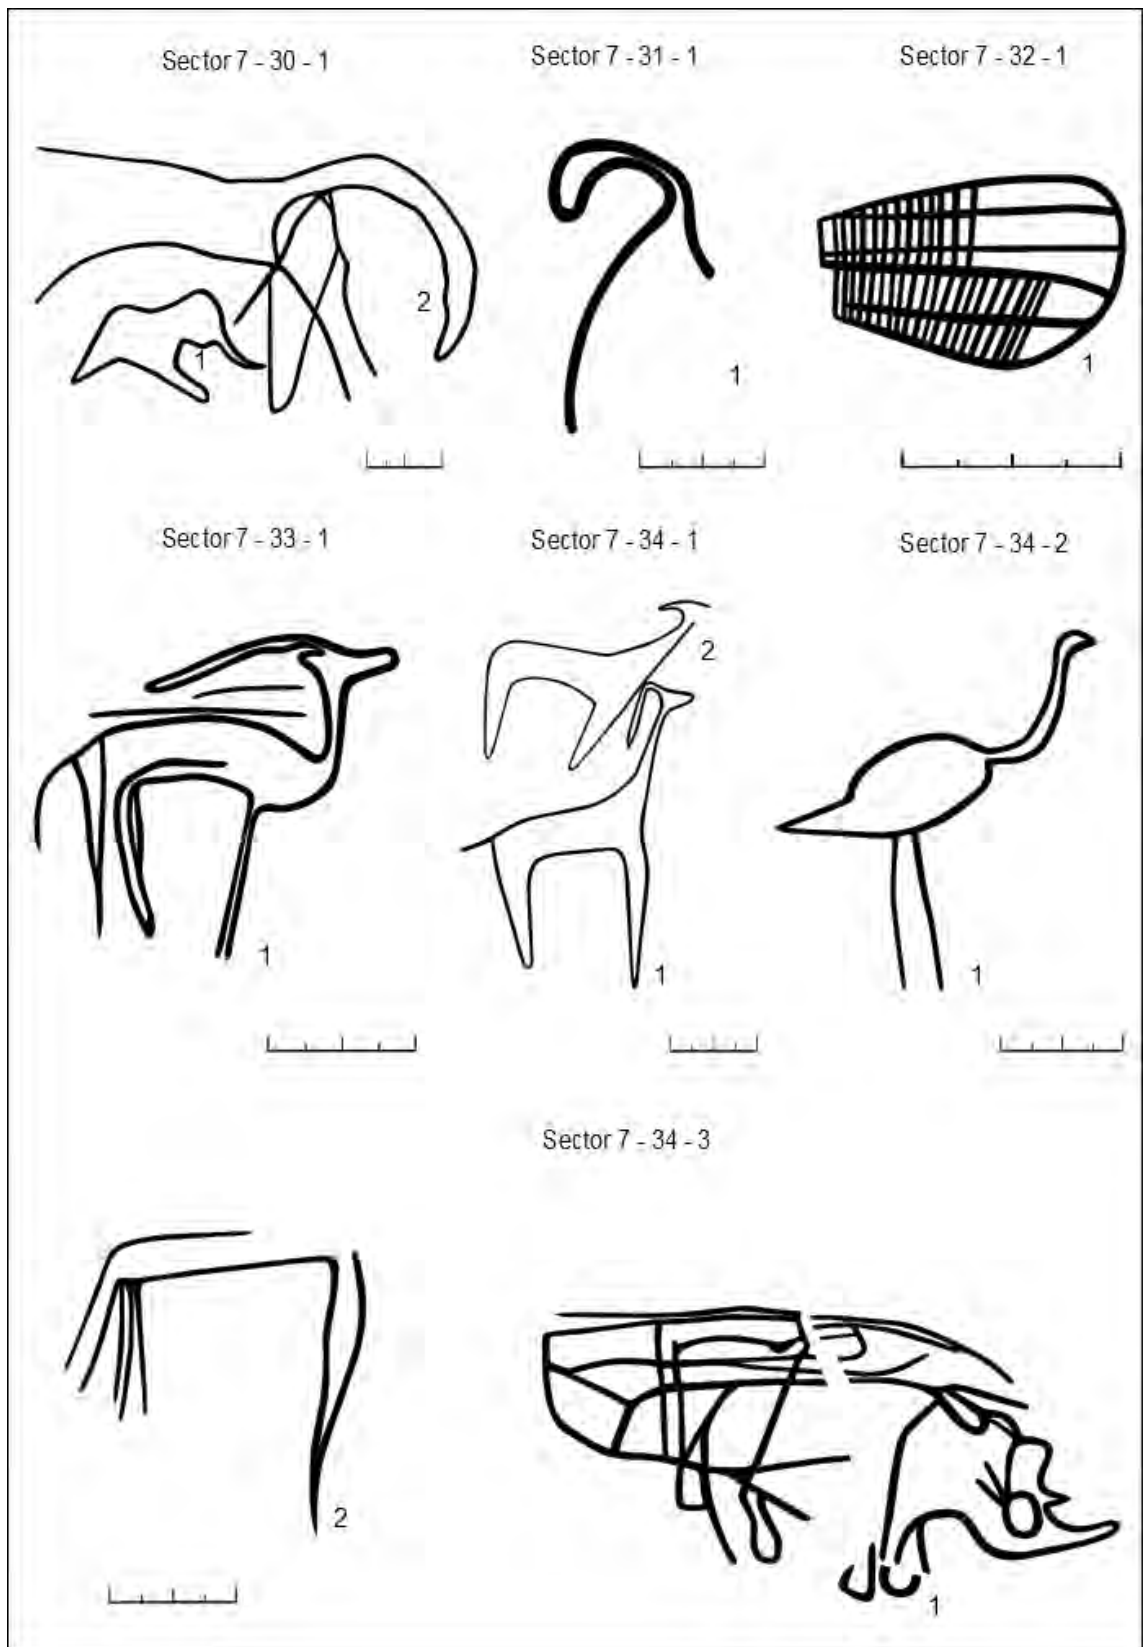 Sector 7 - 30 - 1
Sector 7 - 31 - 1
Sector 7 - 32 - 1
1
2
1
1
Sector 7 - 33 - 1
Sector 7 - 34 - 1
Sector 7 - 34 - 2
1
2
1
1
Sector 7 - 34 - 3
2
1